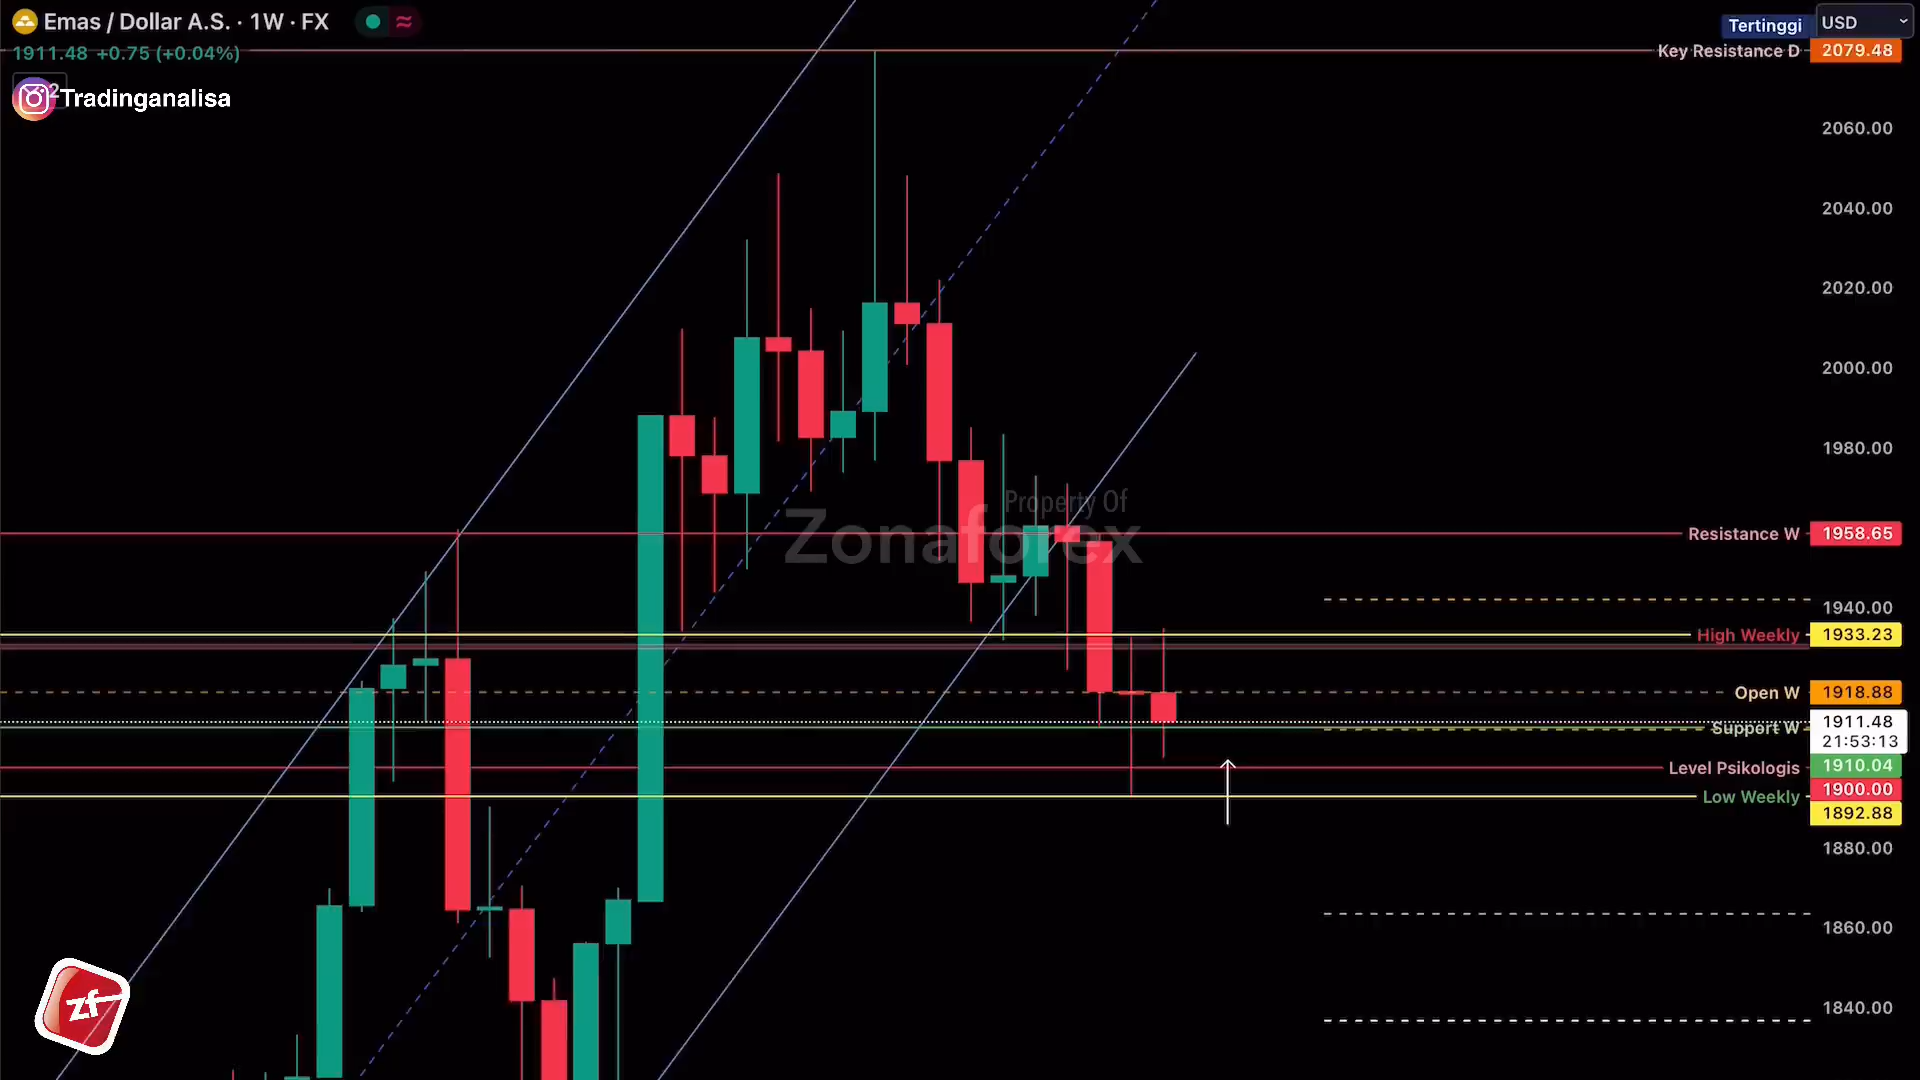 Emas / Dollar A.S. · 1W · FX
1911.48 +0.75 (+0.04%)
2
Tradinganalisa
Tertinggi
USD
Key Resistance D 2079.48
2060.00
2040.00
2020.00
2000.00
1980.00
Property Of
Zonaforex
Resistance W 1958.65
1940.00
High Weekly 1933.23
Open W 1918.88
1911.48
Support W
21:53:13
1910.04
Level Psikologis
1900.00
Low Weekly
1892.88
1880.00
1860.00
1840.00
zf